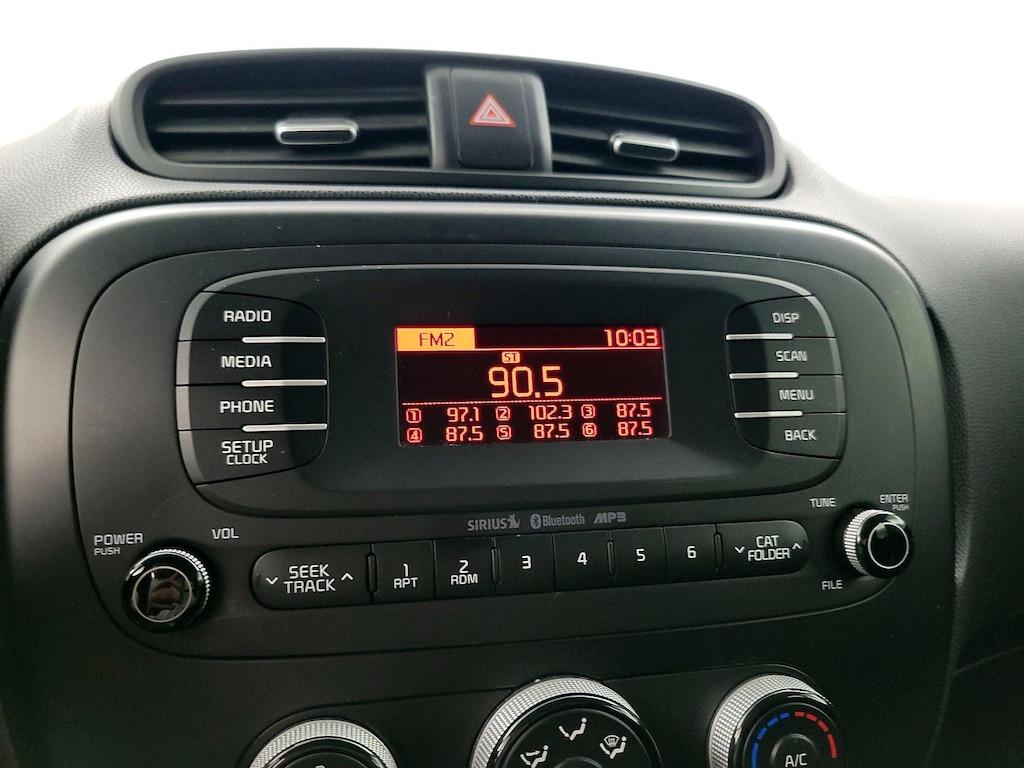 RADIO
MEDIA
PHONE
SETUP
CLOCK
FM2 10:03
ST
90.5
1 97.1 2 102.3 3 87.5
4 87.5 5 87.5 6 87.5
DISP
SCAN
MENU
BACK
SIRIUS Bluetooth MP3
POWER
PUSH
VOL
SEEK
TRACK
1
RPT
2
RDM
3
4
5
6
CAT
FOLDER
TUNE
FILE
ENTER
PUSH
A/C